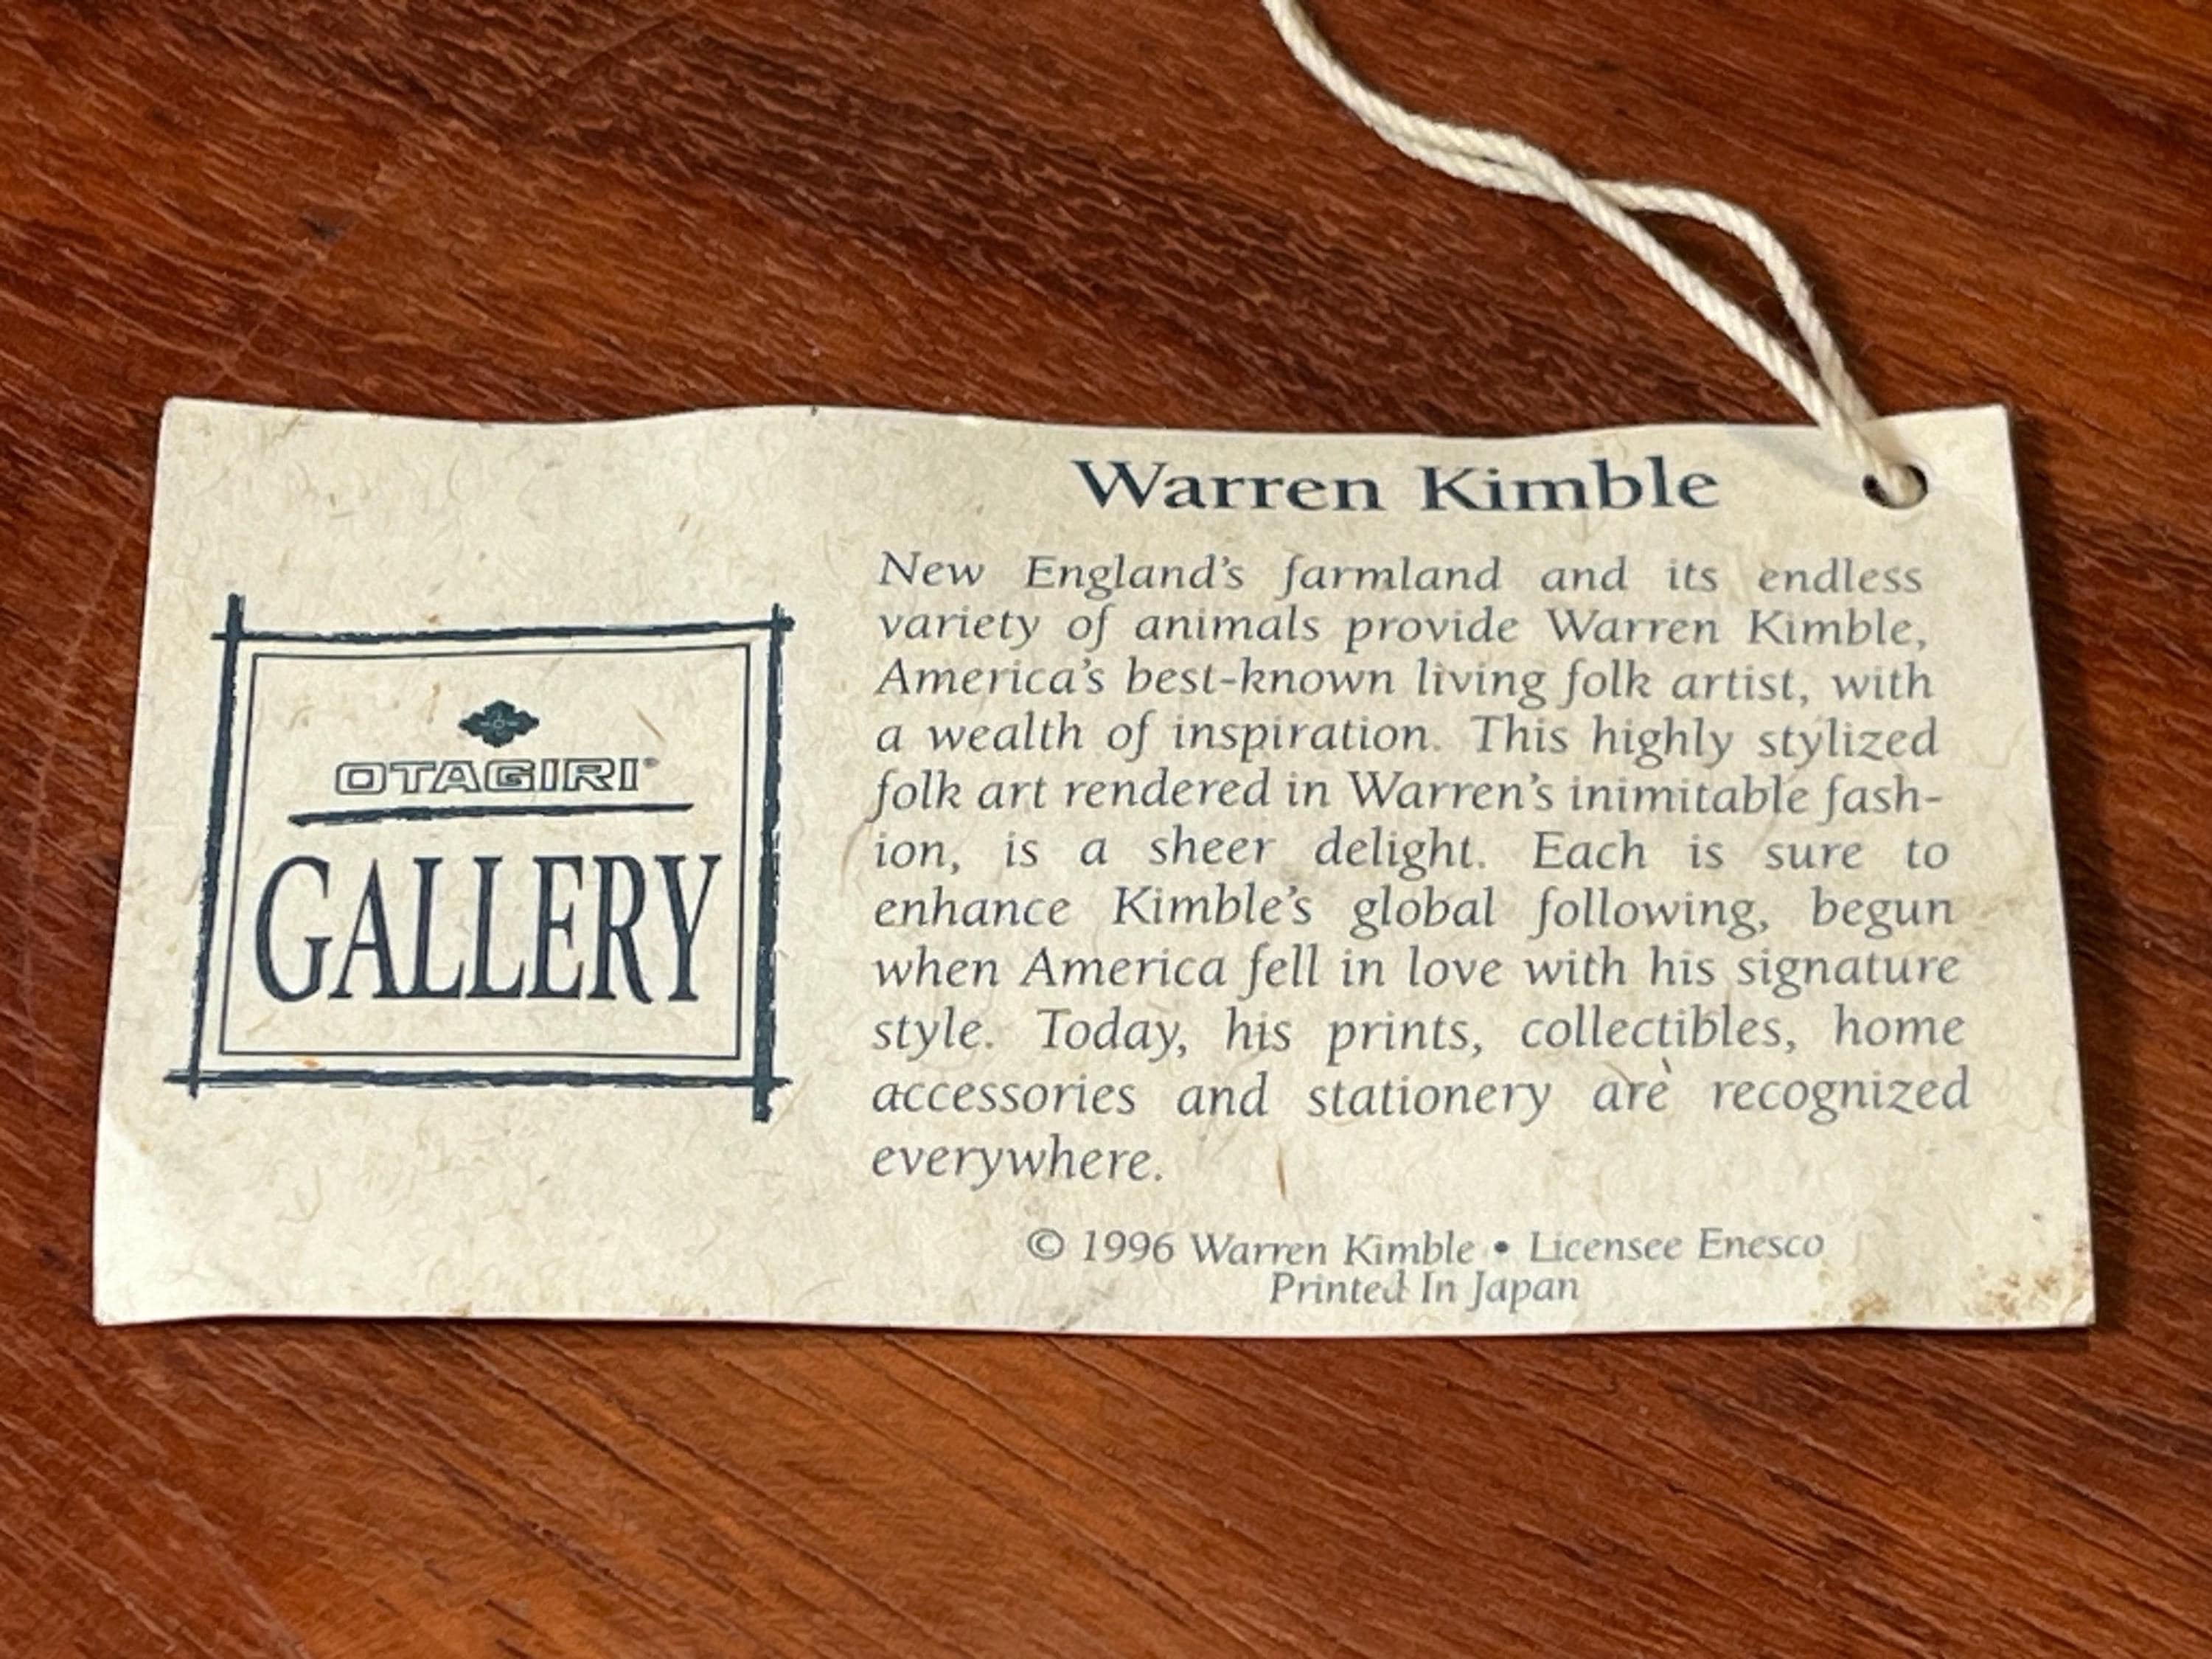 OTAGIRI®
GALLERY
Warren Kimble
New England's farmland and its endless
variety of animals provide Warren Kimble,
America's best-known living folk artist, with
a wealth of inspiration. This highly stylized
folk art rendered in Warren's inimitable fash-
ion, is a sheer delight. Each is sure to
enhance Kimble's global following, begun
when America fell in love with his signature
style. Today, his prints, collectibles, home
accessories and stationery are recognized
everywhere.
© 1996 Warren Kimble • Licensee Enesco
Printed In Japan